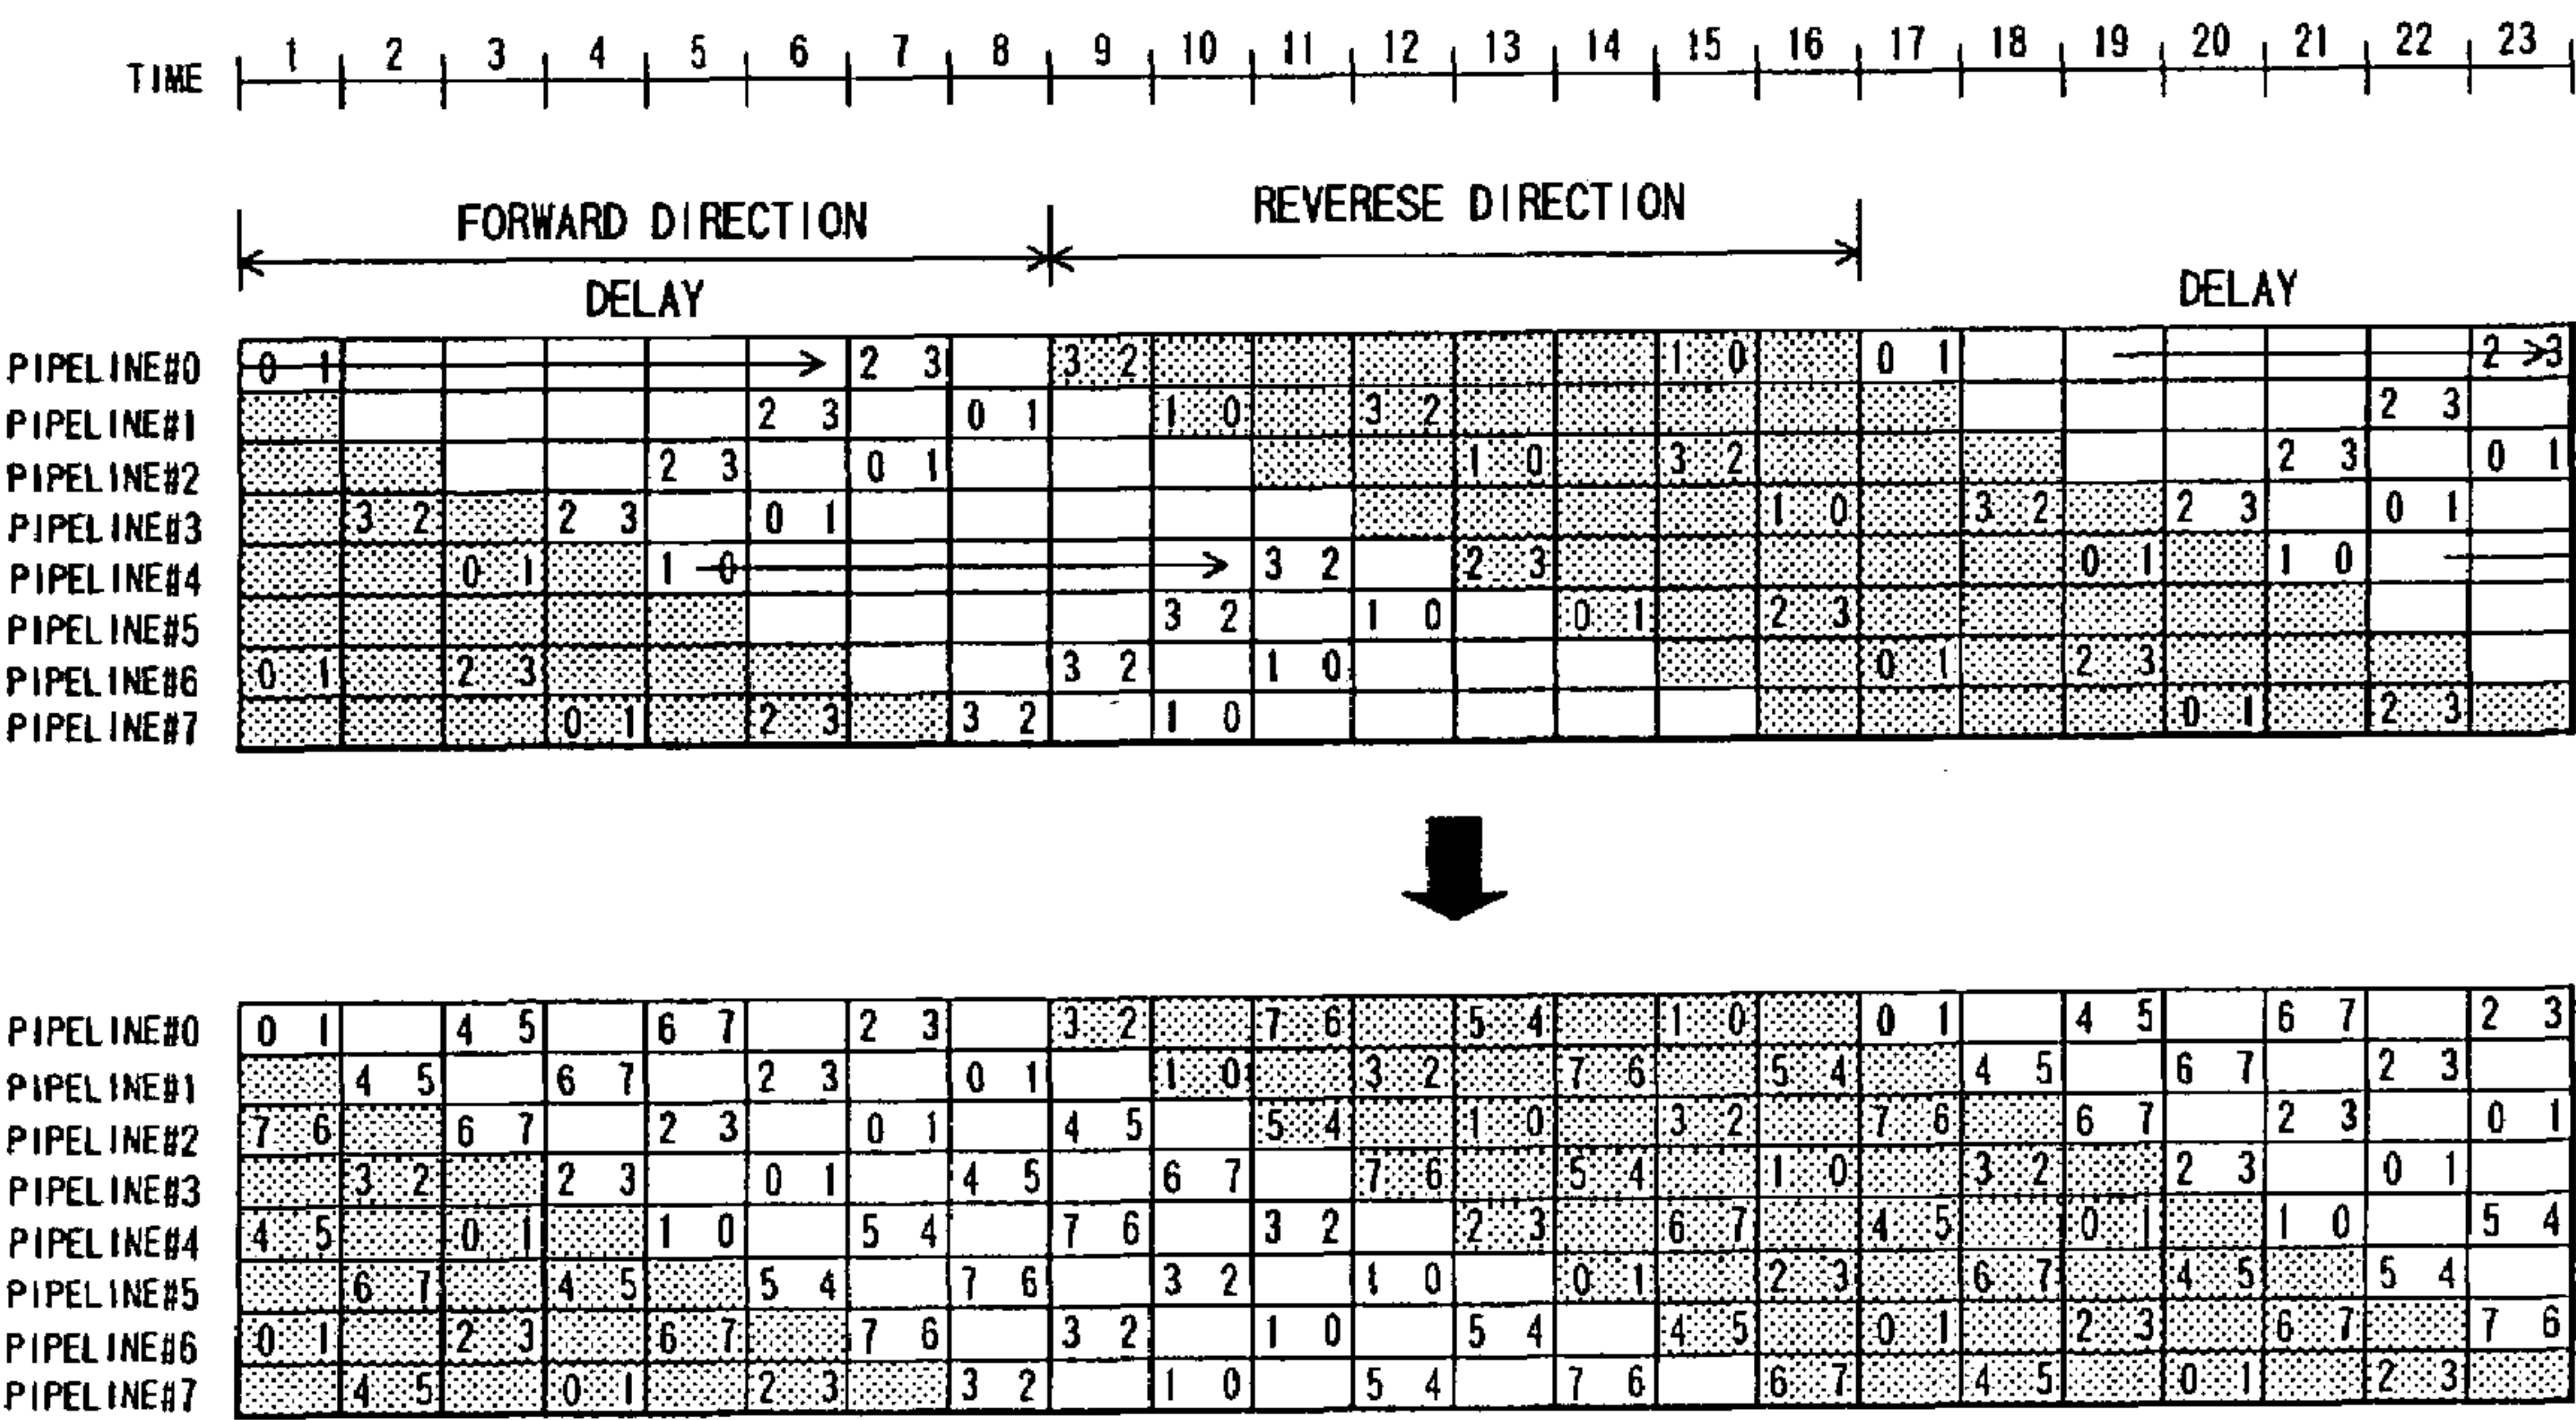 TIME 1 2 3 4 5 6 7 8 9 10 11 12 13 14 15 16 17 18 19 20 21 22 23
FORWARD DIRECTION REVERESE DIRECTION
DELAY DELAY
PIPELINE#0 0 1 2 3 3 2 1 0 0 1 2 3
PIPELINE#1 2 3 0 1 1 0 3 2 2 3
PIPELINE#2 2 3 0 1 1 0 3 2 2 3 0 1
PIPELINE#3 3 2 2 3 0 1 1 0 3 2 2 3 0 1
PIPELINE#4 0 1 1 0 3 2 2 3 0 1 1 0
PIPELINE#5 3 2 1 0 0 1 2 3
PIPELINE#6 0 1 2 3 3 2 1 0 0 1 2 3
PIPELINE#7 0 1 2 3 3 2 1 0 0 1 2 3
PIPELINE#0 0 1 4 5 6 7 2 3 3 2 7 6 5 4 1 0 0 1 4 5 6 7 2 3
PIPELINE#1 4 5 6 7 2 3 0 1 1 0 3 2 7 6 5 4 4 5 6 7 2 3
PIPELINE#2 7 6 6 7 2 3 0 1 4 5 5 4 1 0 3 2 7 6 6 7 2 3 0 1
PIPELINE#3 3 2 2 3 0 1 4 5 6 7 7 6 5 4 1 0 3 2 2 3 0 1
PIPELINE#4 4 5 0 1 1 0 5 4 7 6 3 2 2 3 6 7 4 5 0 1 1 0 5 4
PIPELINE#5 6 7 4 5 5 4 7 6 3 2 1 0 0 1 2 3 6 7 4 5 5 4
PIPELINE#6 0 1 2 3 6 7 7 6 3 2 1 0 5 4 4 5 0 1 2 3 6 7 7 6
PIPELINE#7 4 5 0 1 2 3 3 2 1 0 5 4 7 6 6 7 4 5 0 1 2 3